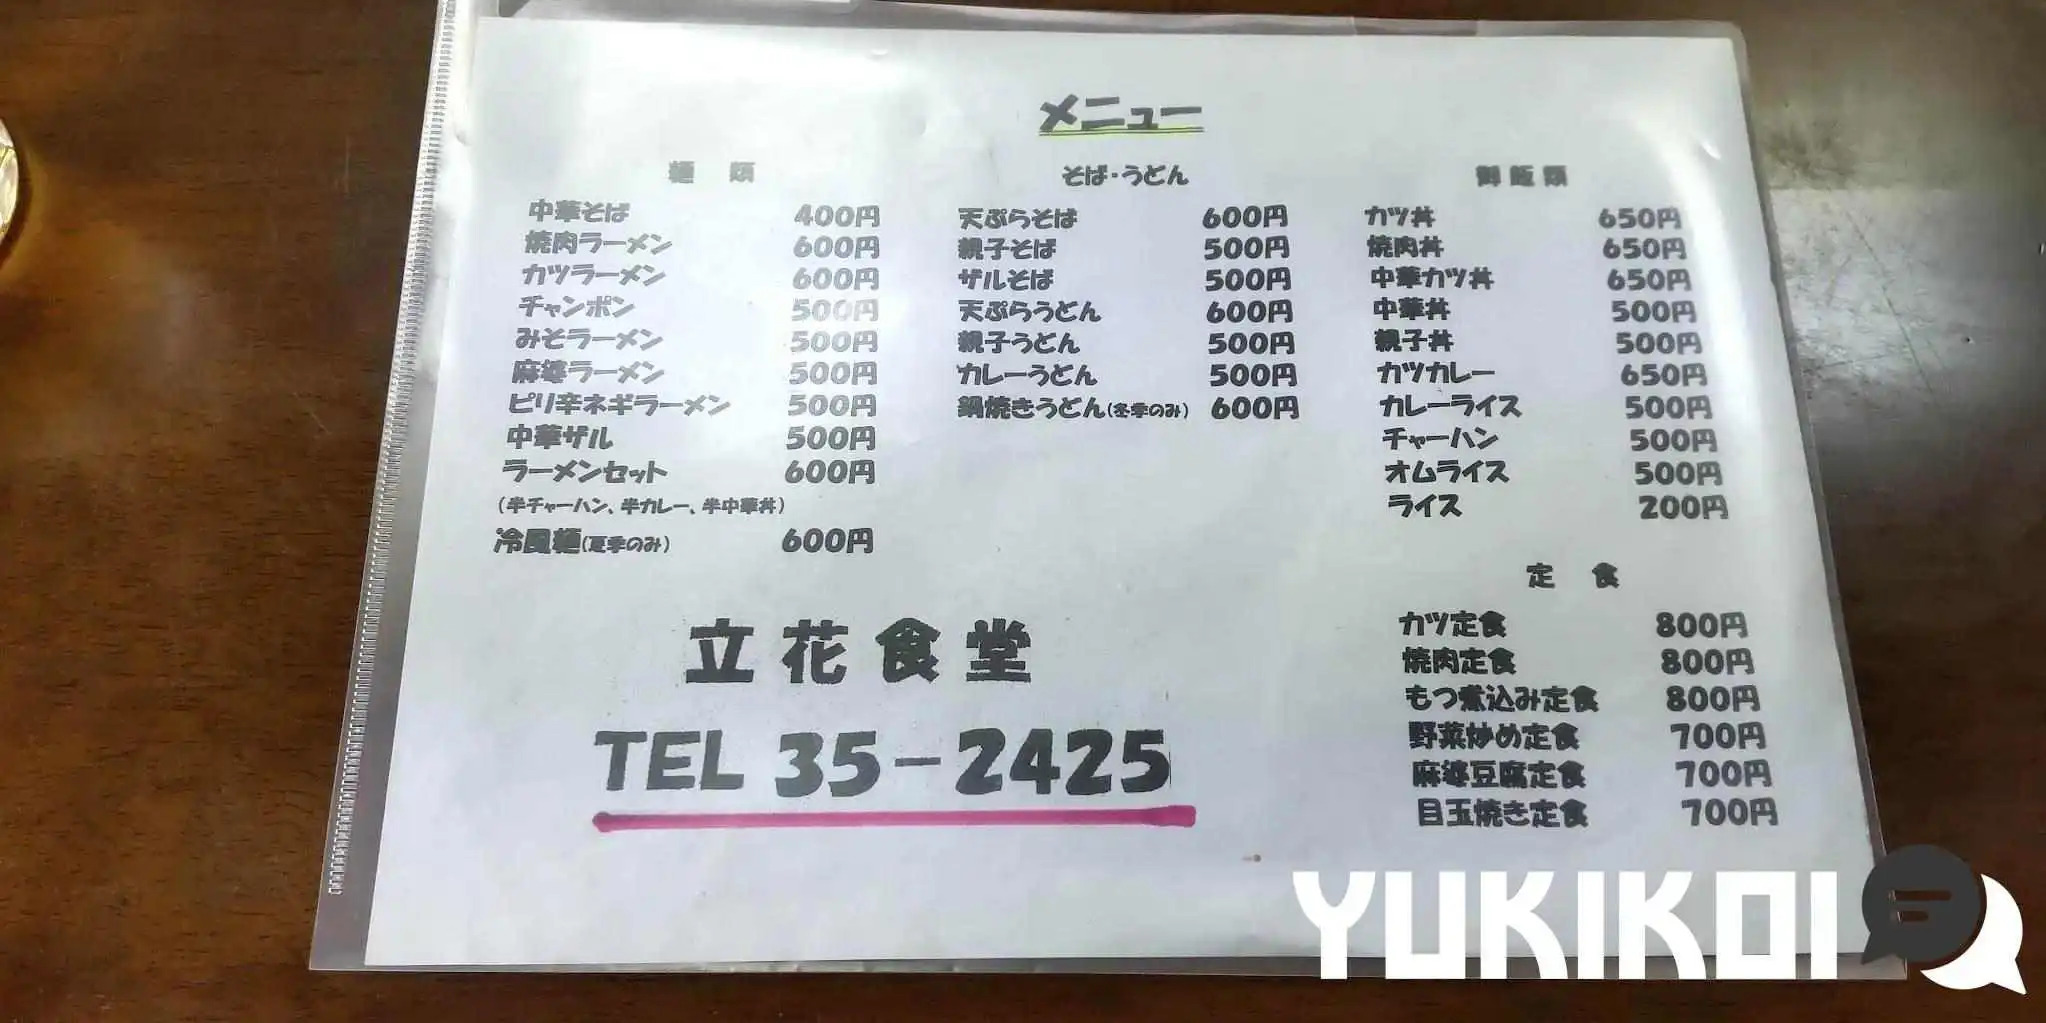 メニュー
麺 類
中華そば 400円
焼肉ラーメン 600円
カツラーメン 600円
チャンポン 500円
みそラーメン 500円
麻婆ラーメン 500円
ピリ辛ネギラーメン 500円
中華ザル 500円
ラーメンセット 600円
(半チャーハン、半カレー、半中華丼)
冷風麺(夏季のみ) 600円
そば・うどん
天ぷらそば 600円
親子そば 500円
ザルそば 500円
天ぷらうどん 600円
親子うどん 500円
カレーうどん 500円
鍋焼きうどん(冬季のみ) 600円
御飯類
カツ丼 650円
焼肉丼 650円
中華カツ丼 650円
中華丼 500円
親子丼 500円
カツカレー 650円
カレーライス 500円
チャーハン 500円
オムライス 500円
ライス 200円
定 食
カツ定食 800円
焼肉定食 800円
もつ煮込み定食 800円
野菜炒め定食 700円
麻婆豆腐定食 700円
目玉焼き定食 700円
立花食堂
TEL 35-2425
YUKIKOI